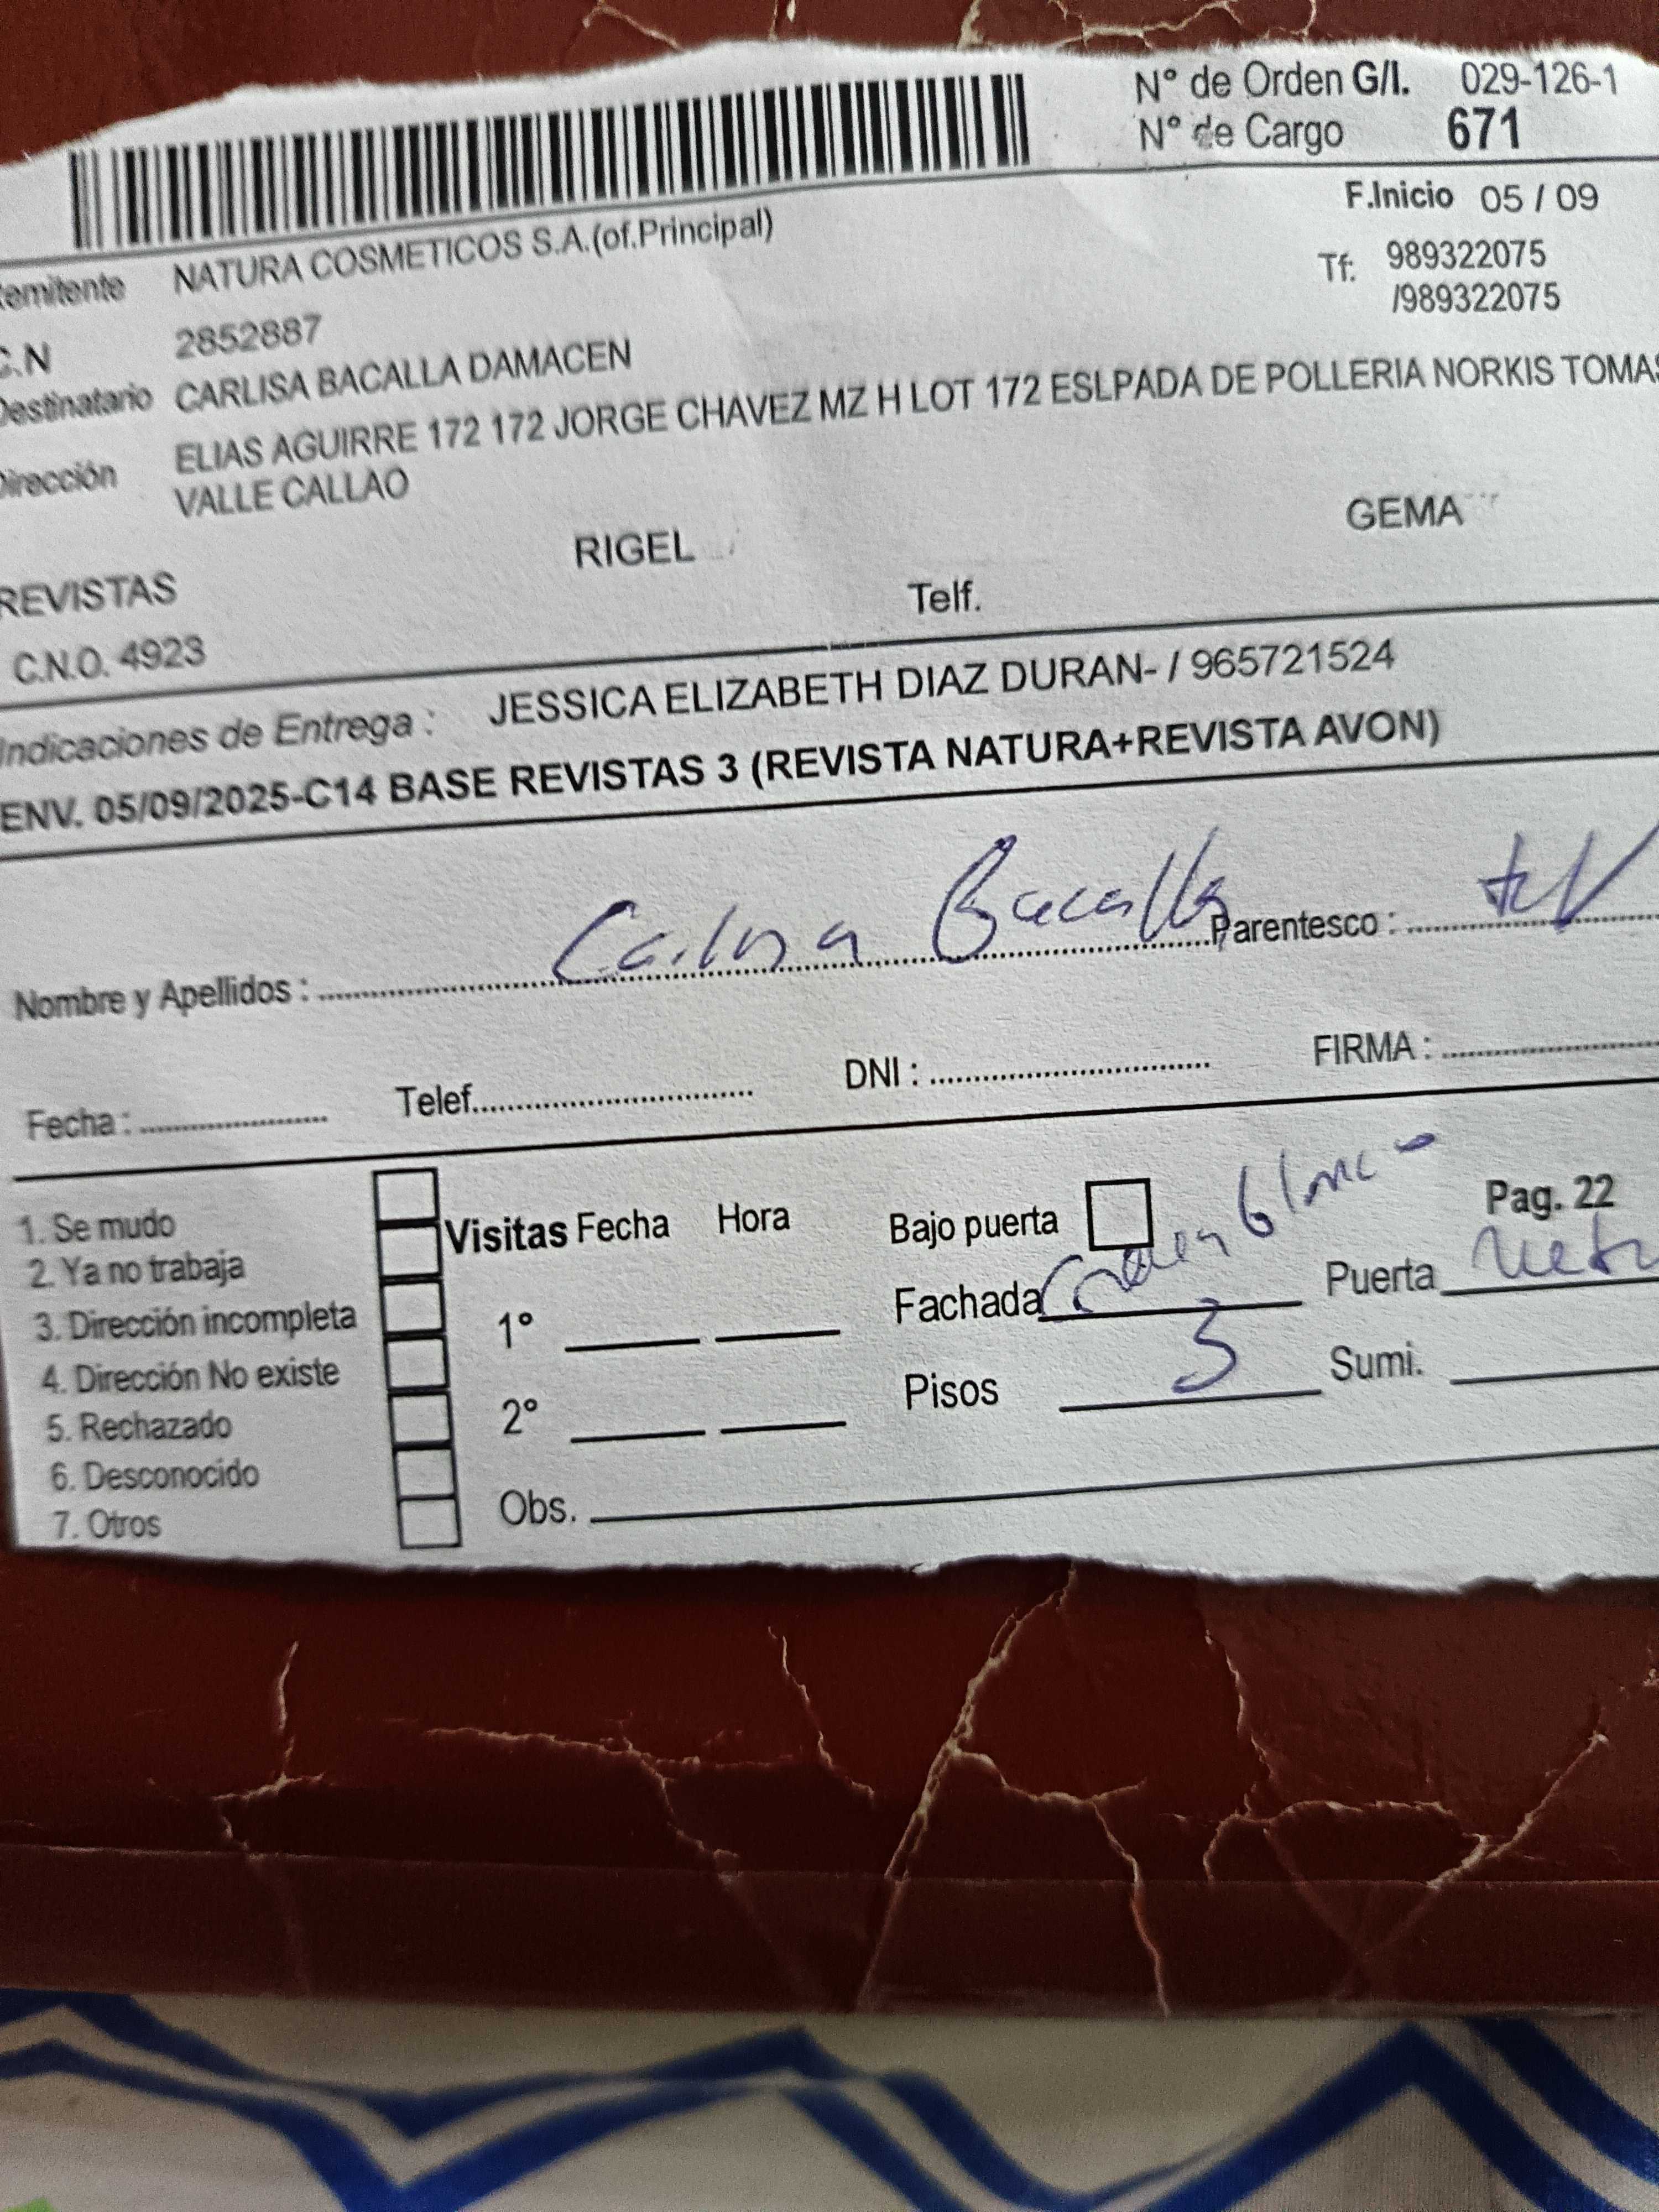 N° de Orden G/I. 029-126-1
N° de Cargo 671
F.Inicio 05 / 09
emitente NATURA COSMETICOS S.A.(of.Principal)
Tf: 989322075
/989322075
C.N 2852887
Destinatario CARLISA BACALLA DAMACEN
Dirección ELIAS AGUIRRE 172 172 JORGE CHAVEZ MZ H LOT 172 ESLPADA DE POLLERIA NORKIS TOMAS
VALLE CALLAO
REVISTAS RIGEL GEMA
C.N.O. 4923 Telf.
Indicaciones de Entrega : JESSICA ELIZABETH DIAZ DURAN- / 965721524
ENV. 05/09/2025-C14 BASE REVISTAS 3 (REVISTA NATURA+REVISTA AVON)
Nombre y Apellidos : Carlisa Bacalla Parentesco :
Fecha : Telef. DNI : FIRMA :
1. Se mudo
2. Ya no trabaja
3. Dirección incompleta
4. Dirección No existe
5. Rechazado
6. Desconocido
7. Otros
Visitas Fecha Hora
1°
2°
Obs.
Bajo puerta Pag. 22
Fachada Crema blanco Puerta
Pisos 3 Sumi.